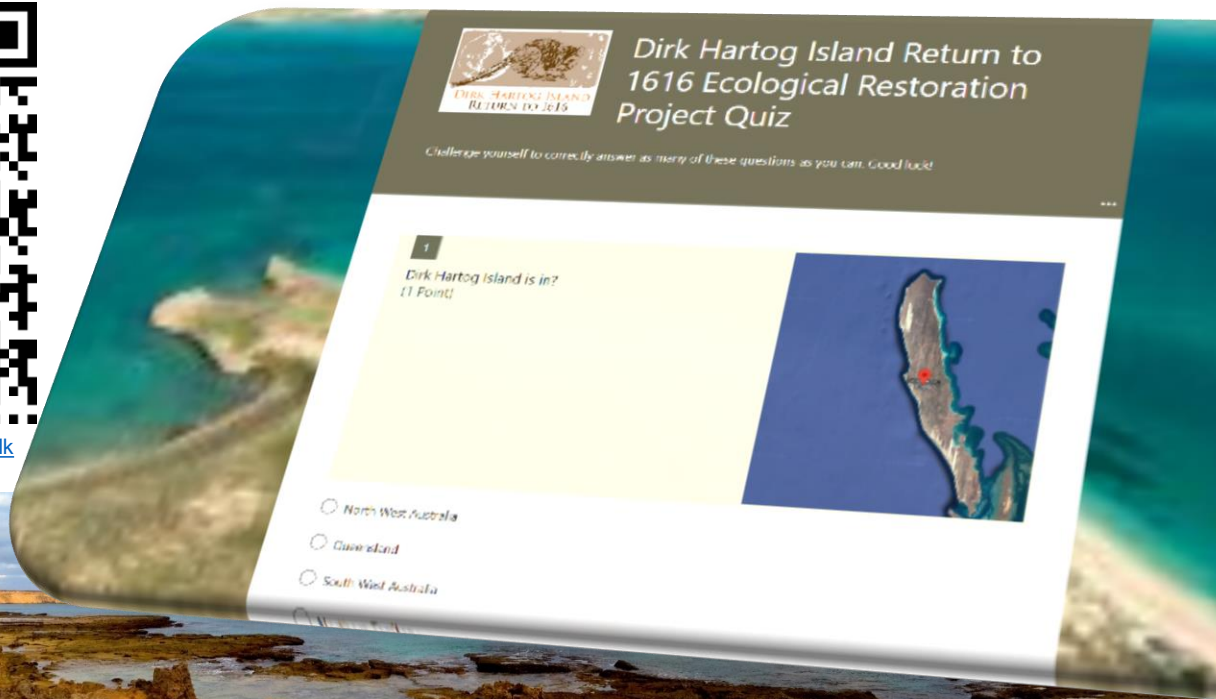 lk
DIRK HARTOG ISLAND
RETURN TO 1616
Dirk Hartog Island Return to
1616 Ecological Restoration
Project Quiz
Challenge yourself to correctly answer as many of these questions as you can. Good luck!
1
Dirk Hartog Island is in?
(1 Point)
North West Australia
Queensland
South West Australia